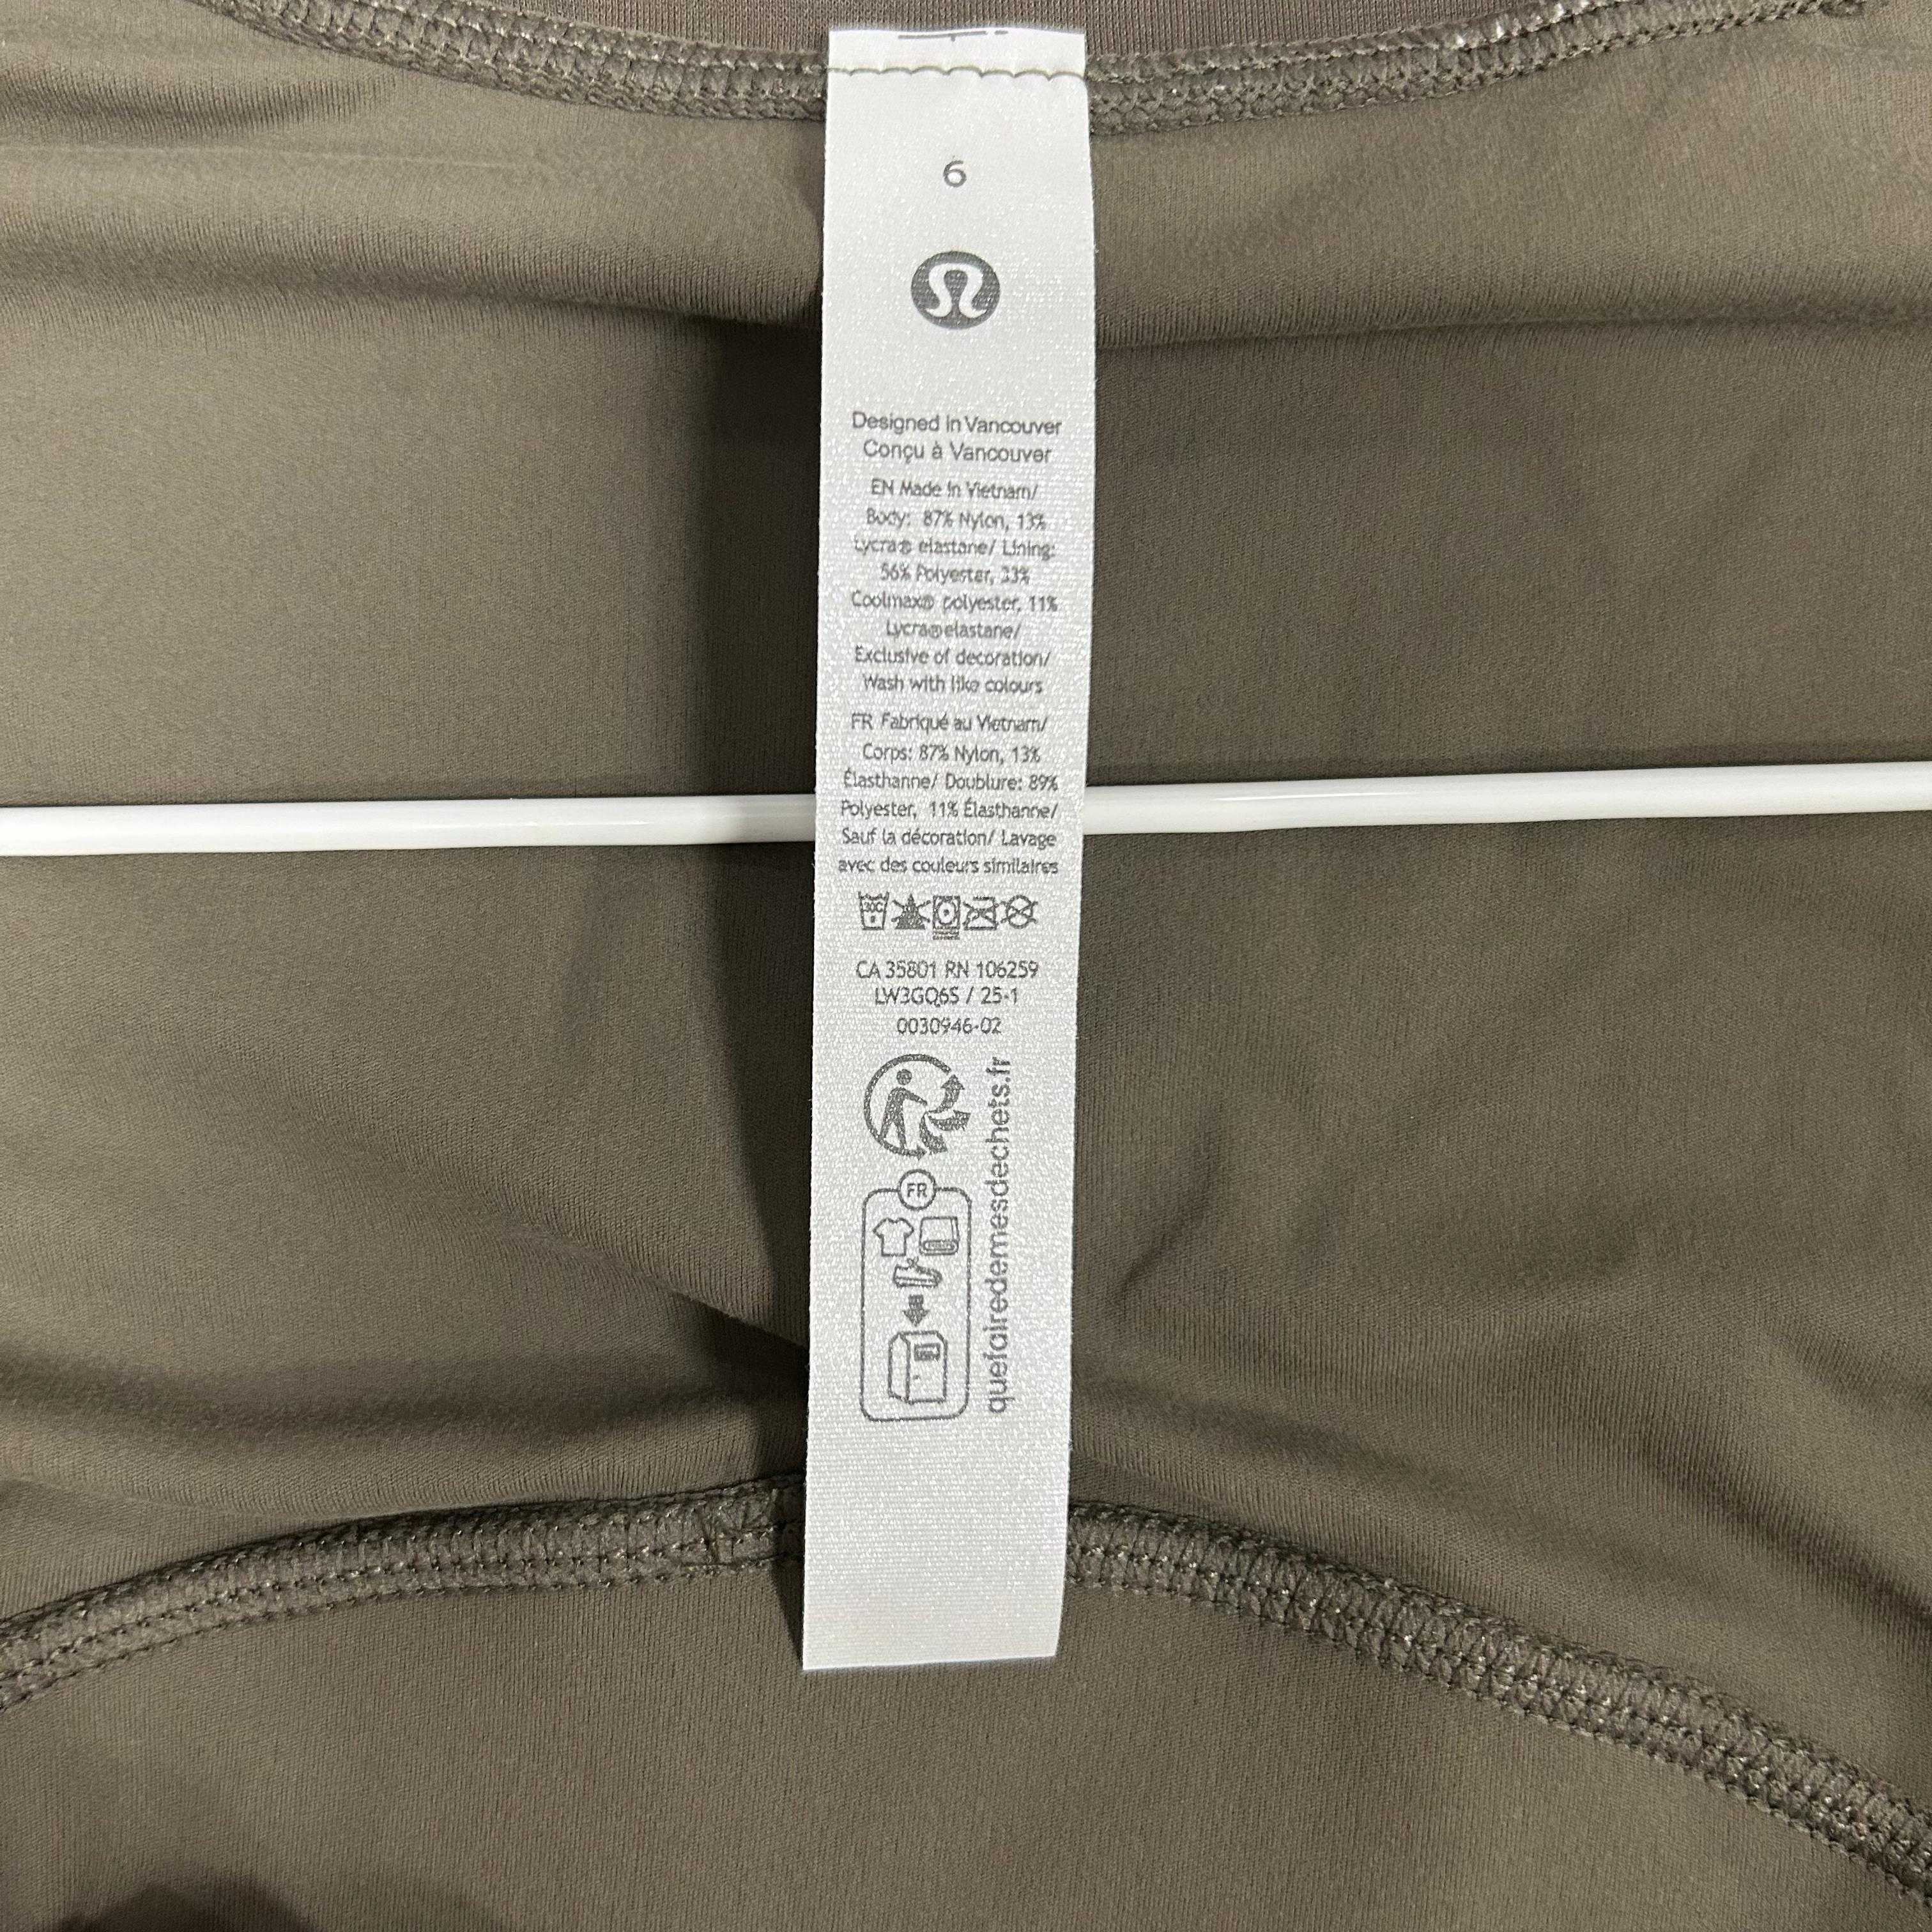 6
Designed in Vancouver
Conçu à Vancouver
EN Made in Vietnam/
Body: 87% Nylon, 13%
Lycra® elastane/ Lining:
56% Polyester, 33%
Coolmax® polyester, 11%
Lycra® elastane/
Exclusive of decoration/
Wash with like colours
FR Fabriqué au Vietnam/
Corps: 87% Nylon, 13%
Élasthanne/ Doublure: 89%
Polyester, 11% Élasthanne/
Sauf la décoration/ Lavage
avec des couleurs similaires
30C
CA 35801 RN 106259
LW3GQ6S / 25-1
0030946-02
quefairedemesdechets.fr
FR